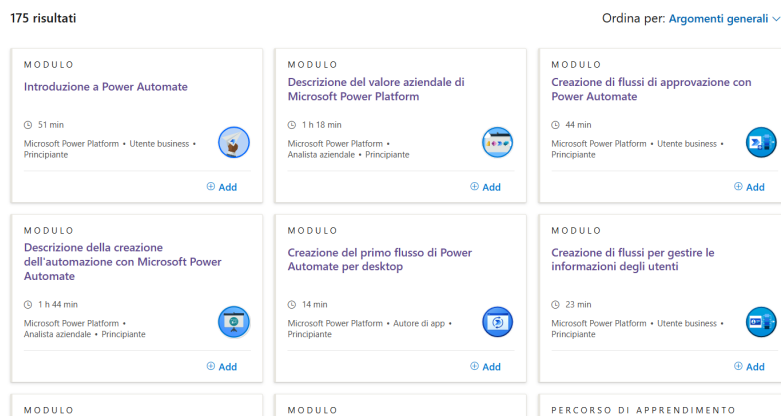 175 risultati
Ordina per: Argomenti generali
MODULO
Introduzione a Power Automate
51 min
Microsoft Power Platform • Utente business •
Principiante
Add
MODULO
Descrizione del valore aziendale di
Microsoft Power Platform
1 h 18 min
Microsoft Power Platform •
Analista aziendale • Principiante
Add
MODULO
Creazione di flussi di approvazione con
Power Automate
44 min
Microsoft Power Platform • Utente business •
Principiante
Add
MODULO
Descrizione della creazione
dell'automazione con Microsoft Power
Automate
1 h 44 min
Microsoft Power Platform •
Analista aziendale • Principiante
Add
MODULO
Creazione del primo flusso di Power
Automate per desktop
14 min
Microsoft Power Platform • Autore di app •
Principiante
Add
MODULO
Creazione di flussi per gestire le
informazioni degli utenti
23 min
Microsoft Power Platform • Utente business •
Principiante
Add
MODULO
MODULO
PERCORSO DI APPRENDIMENTO